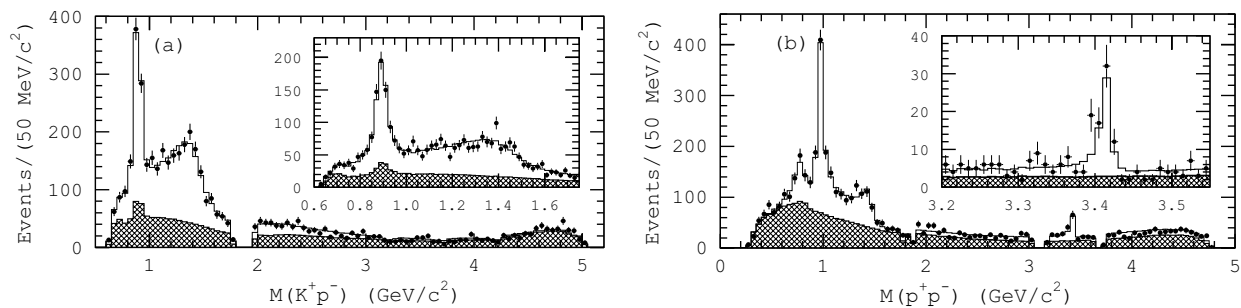 Events/(50 MeV/c²)
400
300
200
100
0
(a)
200
150
100
50
0
0.6 0.8 1 1.2 1.4 1.6
1 2 3 4 5
M(K⁺p⁻) (GeV/c²)
Events/(50 MeV/c²)
400
300
200
100
0
(b)
40
30
20
10
0
3.2 3.3 3.4 3.5
0 1 2 3 4 5
M(p⁺p⁻) (GeV/c²)